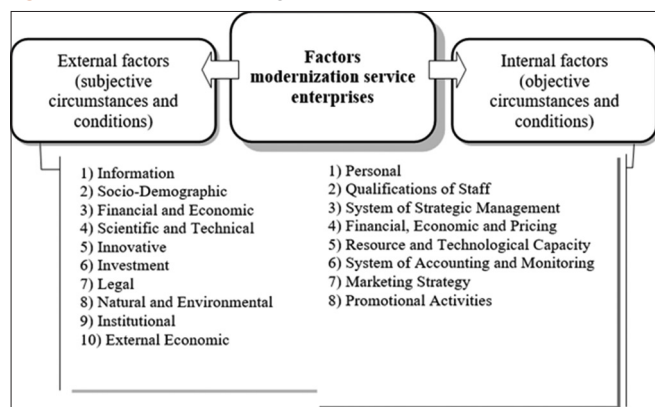 External factors
(subjective
circumstances and
conditions)
Factors
modernization service
enterprises
Internal factors
(objective
circumstances and
conditions)
1) Information
2) Socio-Demographic
3) Financial and Economic
4) Scientific and Technical
5) Innovative
6) Investment
7) Legal
8) Natural and Environmental
9) Institutional
10) External Economic
1) Personal
2) Qualifications of Staff
3) System of Strategic Management
4) Financial, Economic and Pricing
5) Resource and Technological Capacity
6) System of Accounting and Monitoring
7) Marketing Strategy
8) Promotional Activities